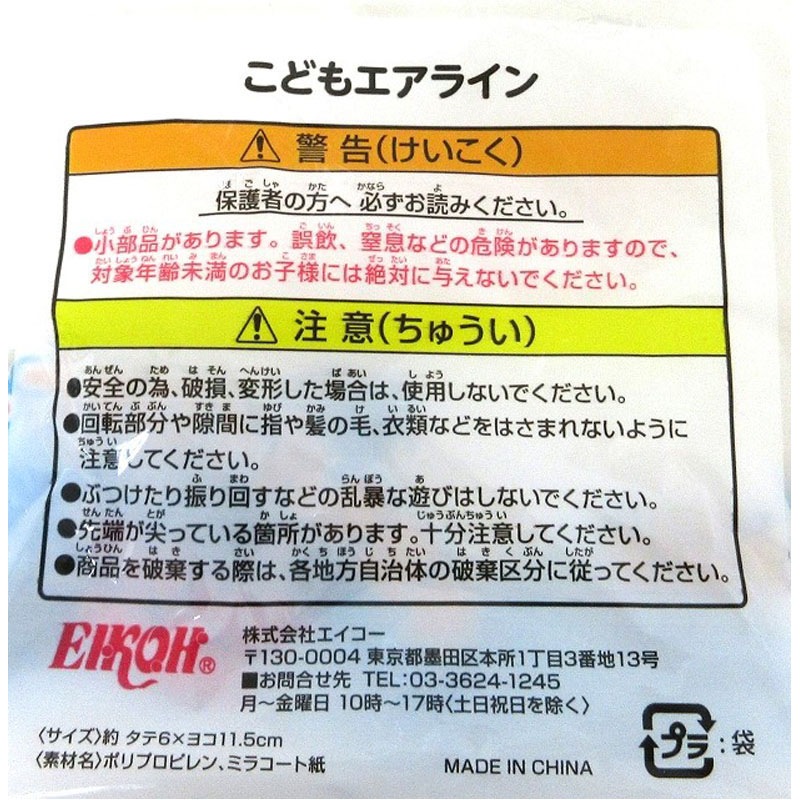 こどもエアライン
⚠ 警告(けいこく)
保護者の方へ 必ずお読みください。
●小部品があります。誤飲、窒息などの危険がありますので、
対象年齢未満のお子様には絶対に与えないでください。
⚠ 注意(ちゅうい)
●安全の為、破損、変形した場合は、使用しないでください。
●回転部分や隙間に指や髪の毛、衣類などをはさまれないように
注意してください。
●ぶつけたり振り回すなどの乱暴な遊びはしないでください。
●先端が尖っている箇所があります。十分注意してください。
●商品を破棄する際は、各地方自治体の破棄区分に従ってください。
EIKOH®
株式会社エイコー
〒130-0004 東京都墨田区本所1丁目3番地13号
■お問合せ先 TEL:03-3624-1245
月～金曜日 10時～17時〈土日祝日を除く〉
〈サイズ〉約 タテ6×ヨコ11.5cm
〈素材名〉ポリプロピレン、ミラコート紙
MADE IN CHINA
プラ:袋